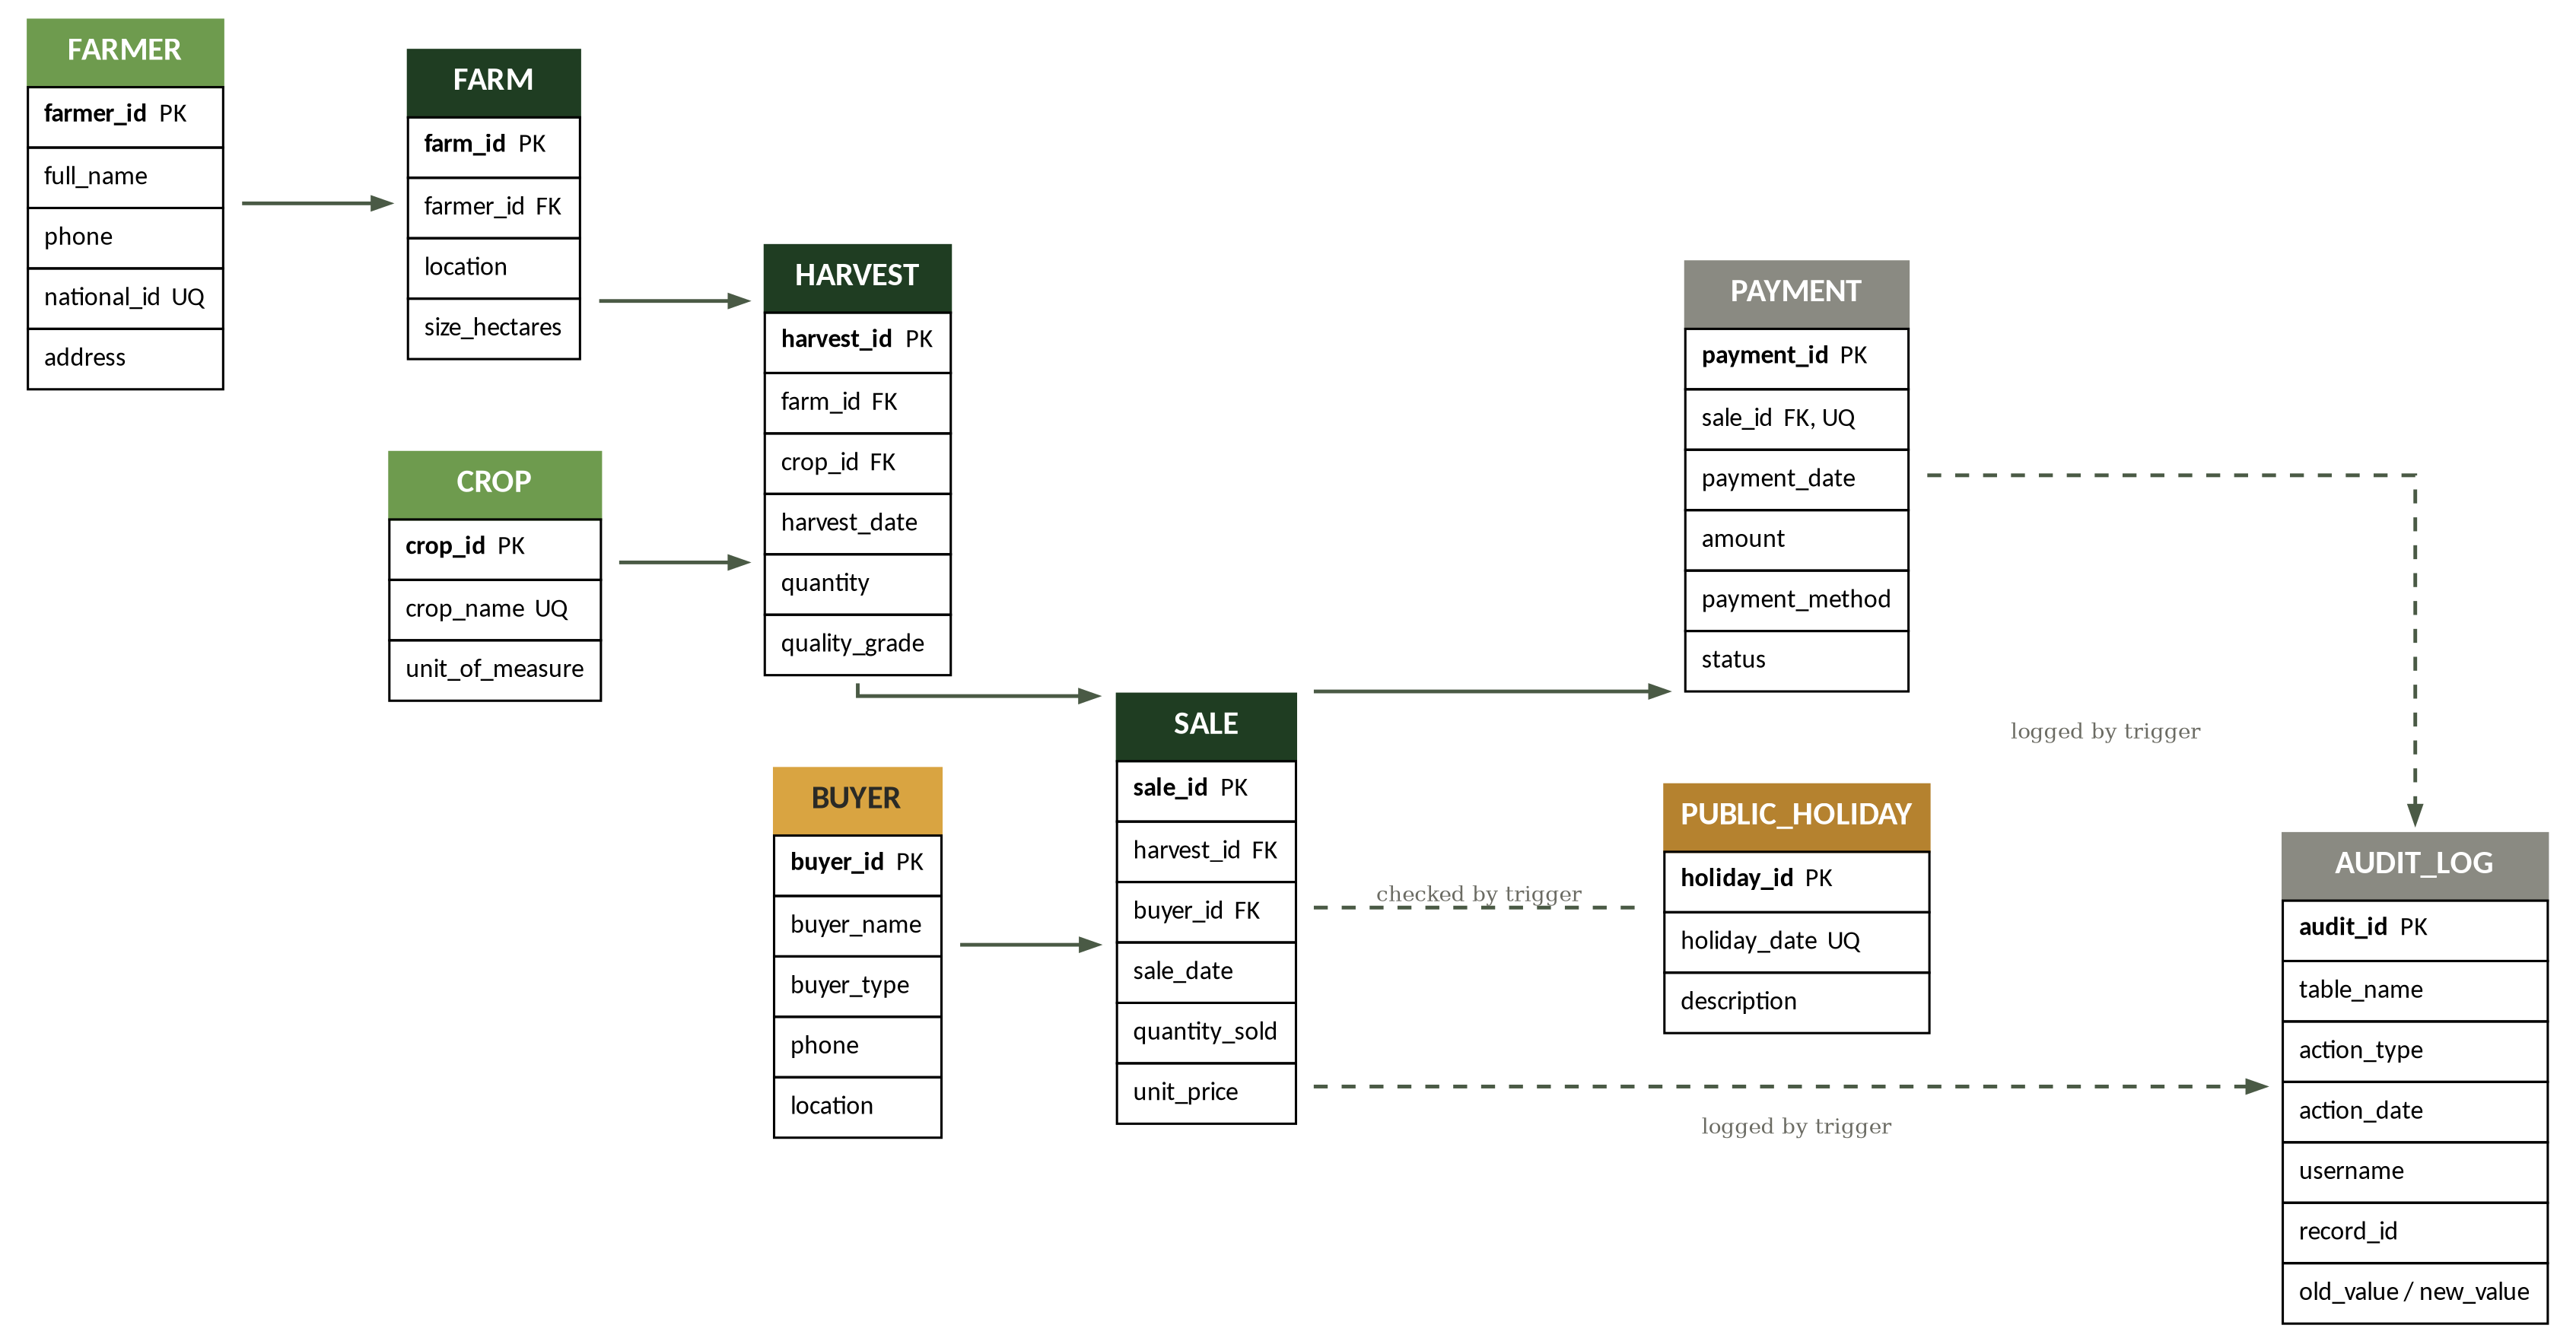 FARMER
farmer_id PK
full_name
phone
national_id UQ
address
FARM
farm_id PK
farmer_id FK
location
size_hectares
CROP
crop_id PK
crop_name UQ
unit_of_measure
HARVEST
harvest_id PK
farm_id FK
crop_id FK
harvest_date
quantity
quality_grade
BUYER
buyer_id PK
buyer_name
buyer_type
phone
location
SALE
sale_id PK
harvest_id FK
buyer_id FK
sale_date
quantity_sold
unit_price
PAYMENT
payment_id PK
sale_id FK, UQ
payment_date
amount
payment_method
status
logged by trigger
checked by trigger
PUBLIC_HOLIDAY
holiday_id PK
holiday_date UQ
description
logged by trigger
AUDIT_LOG
audit_id PK
table_name
action_type
action_date
username
record_id
old_value / new_value